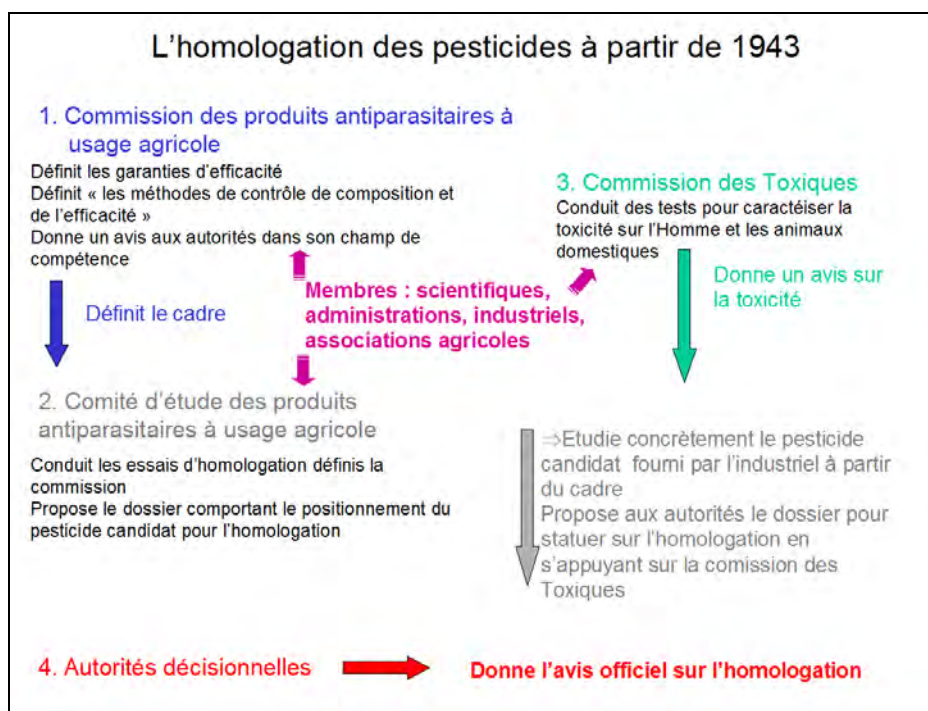 L'homologation des pesticides à partir de 1943
1. Commission des produits antiparasitaires à
usage agricole
Définit les garanties d'efficacité
Définit « les méthodes de contrôle de composition et
de l'efficacité »
Donne un avis aux autorités dans son champ de
compétence
3. Commission des Toxiques
Conduit des tests pour caractéiser la
toxicité sur l'Homme et les animaux
domestiques
Définit le cadre
Membres : scientifiques,
administrations, industriels,
associations agricoles
Donne un avis sur
la toxicité
2. Comité d'étude des produits
antiparasitaires à usage agricole
Conduit les essais d'homologation définis la
commission
Propose le dossier comportant le positionnement du
pesticide candidat pour l'homologation
⇒Etudie concrètement le pesticide
candidat fourni par l'industriel à partir
du cadre
Propose aux autorités le dossier pour
statuer sur l'homologation en
s'appuyant sur la comission des
Toxiques
4. Autorités décisionnelles
Donne l'avis officiel sur l'homologation